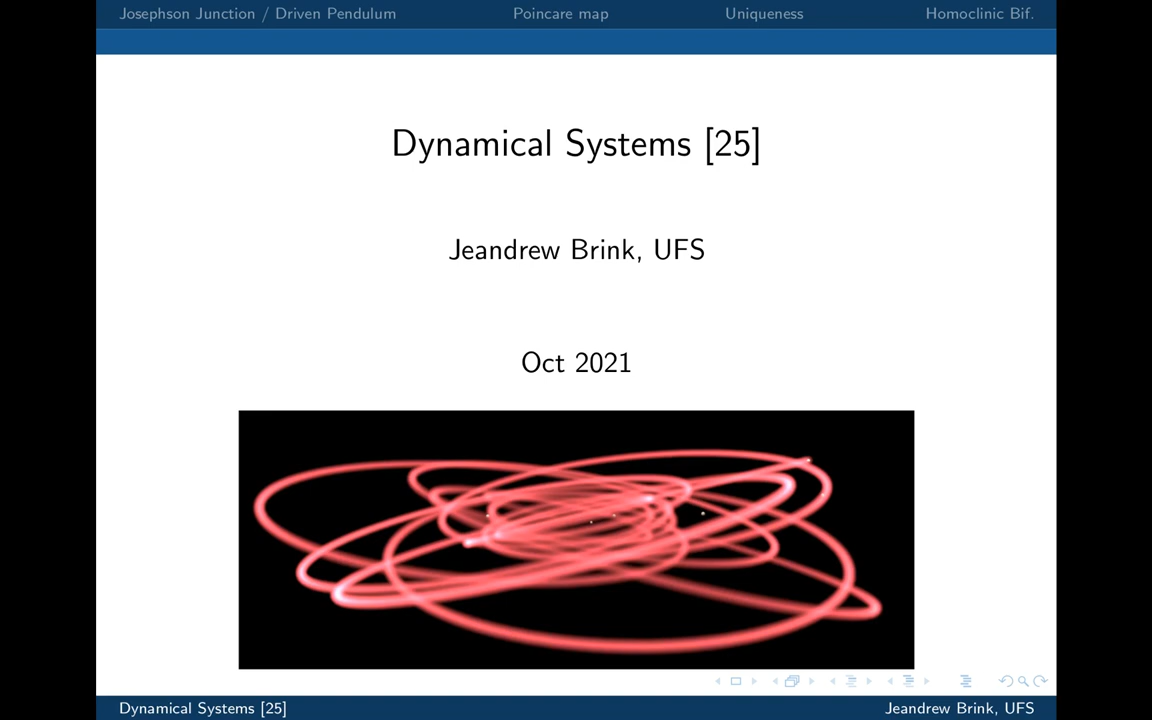 Josephson Junction / Driven Pendulum Poincare map Uniqueness Homoclinic Bif.
Dynamical Systems [25]
Jeandrew Brink, UFS
Oct 2021
Dynamical Systems [25] Jeandrew Brink, UFS